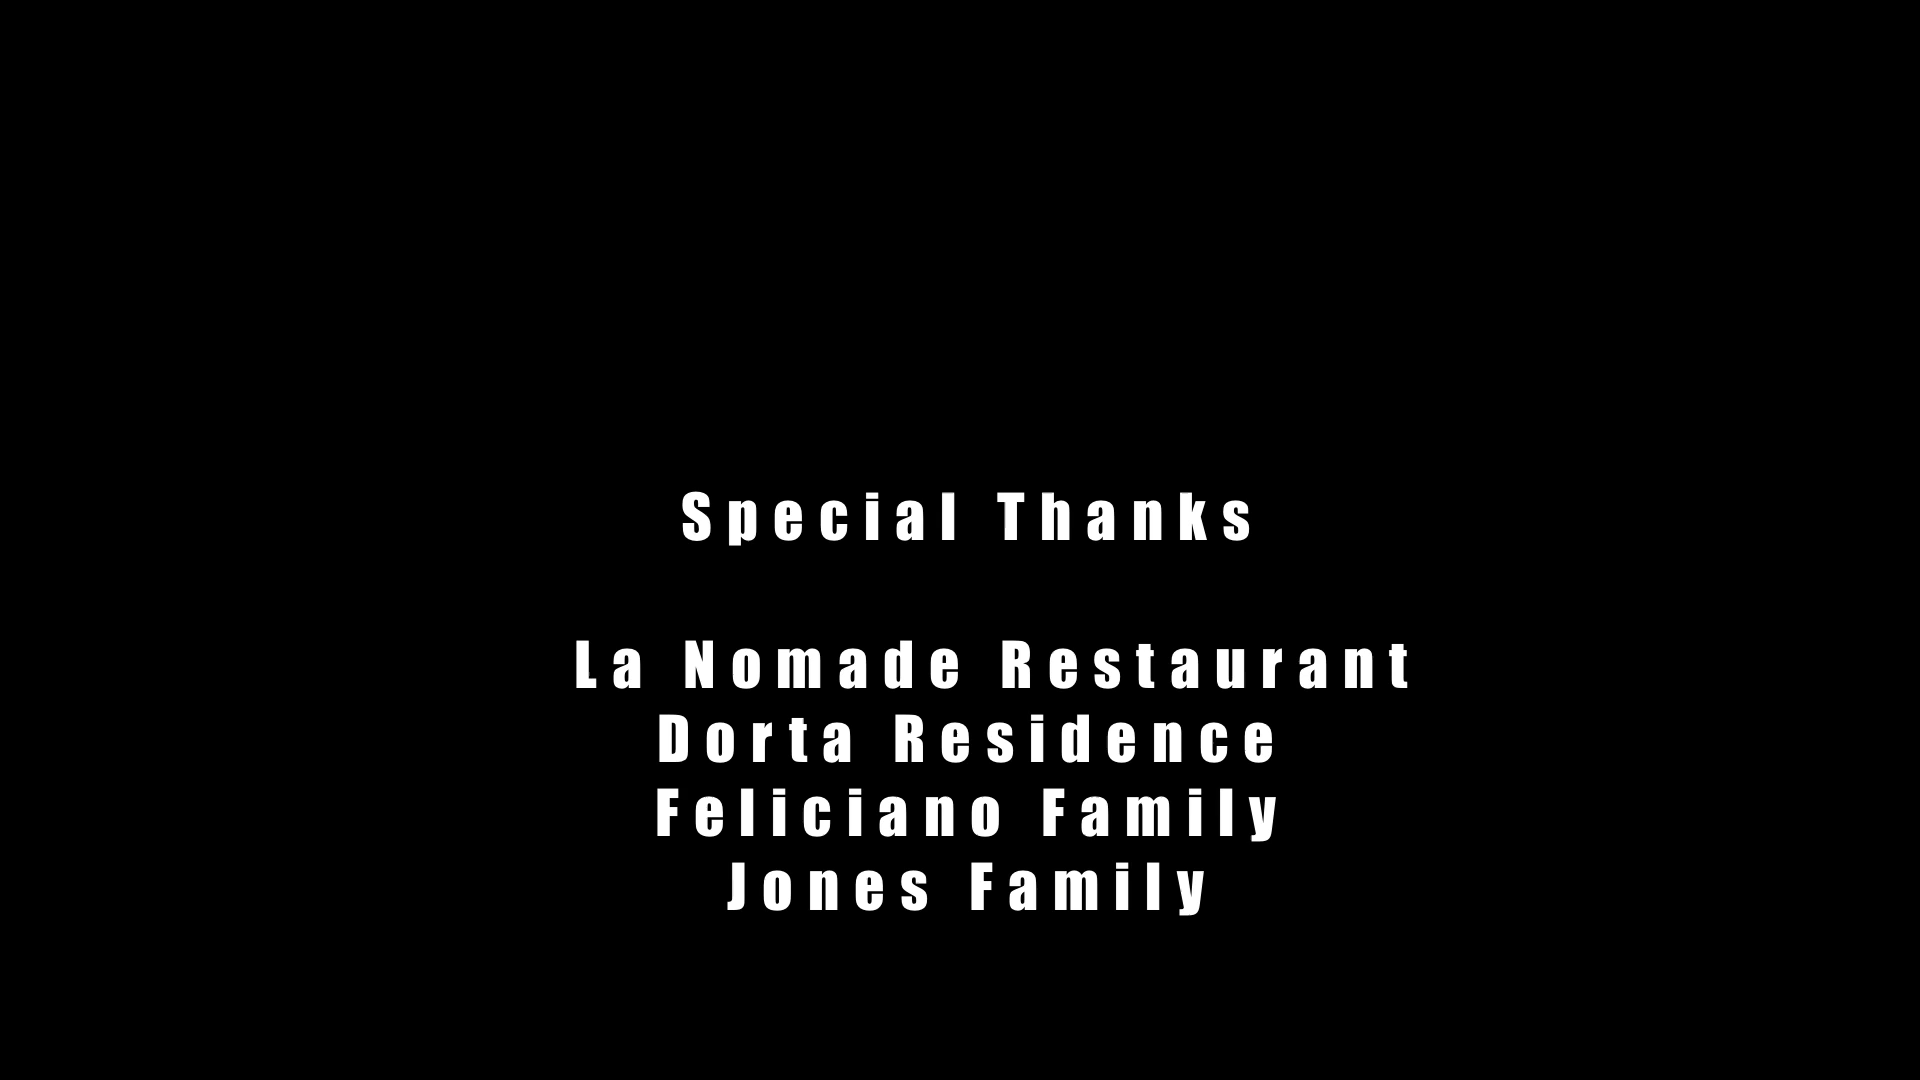 Special Thanks
La Nomade Restaurant
Dorta Residence
Feliciano Family
Jones Family